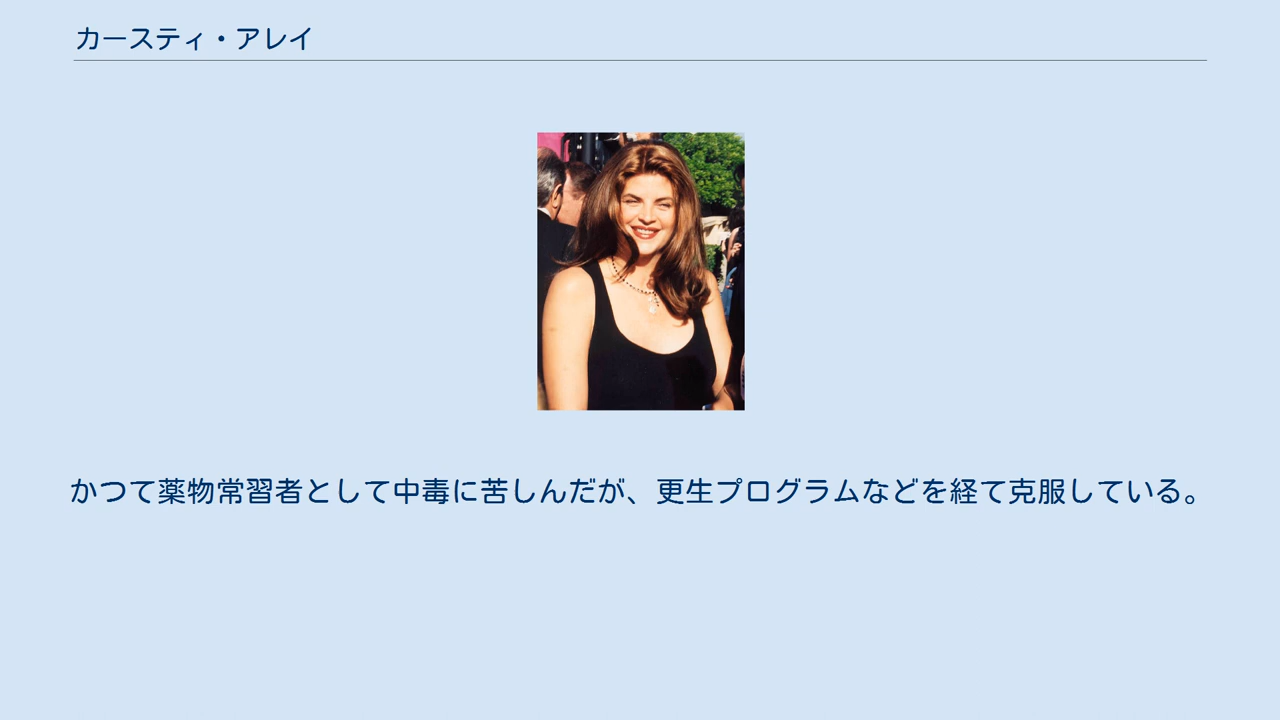 カースティ・アレイ
かつて薬物常習者として中毒に苦しんだが、更生プログラムなどを経て克服している。